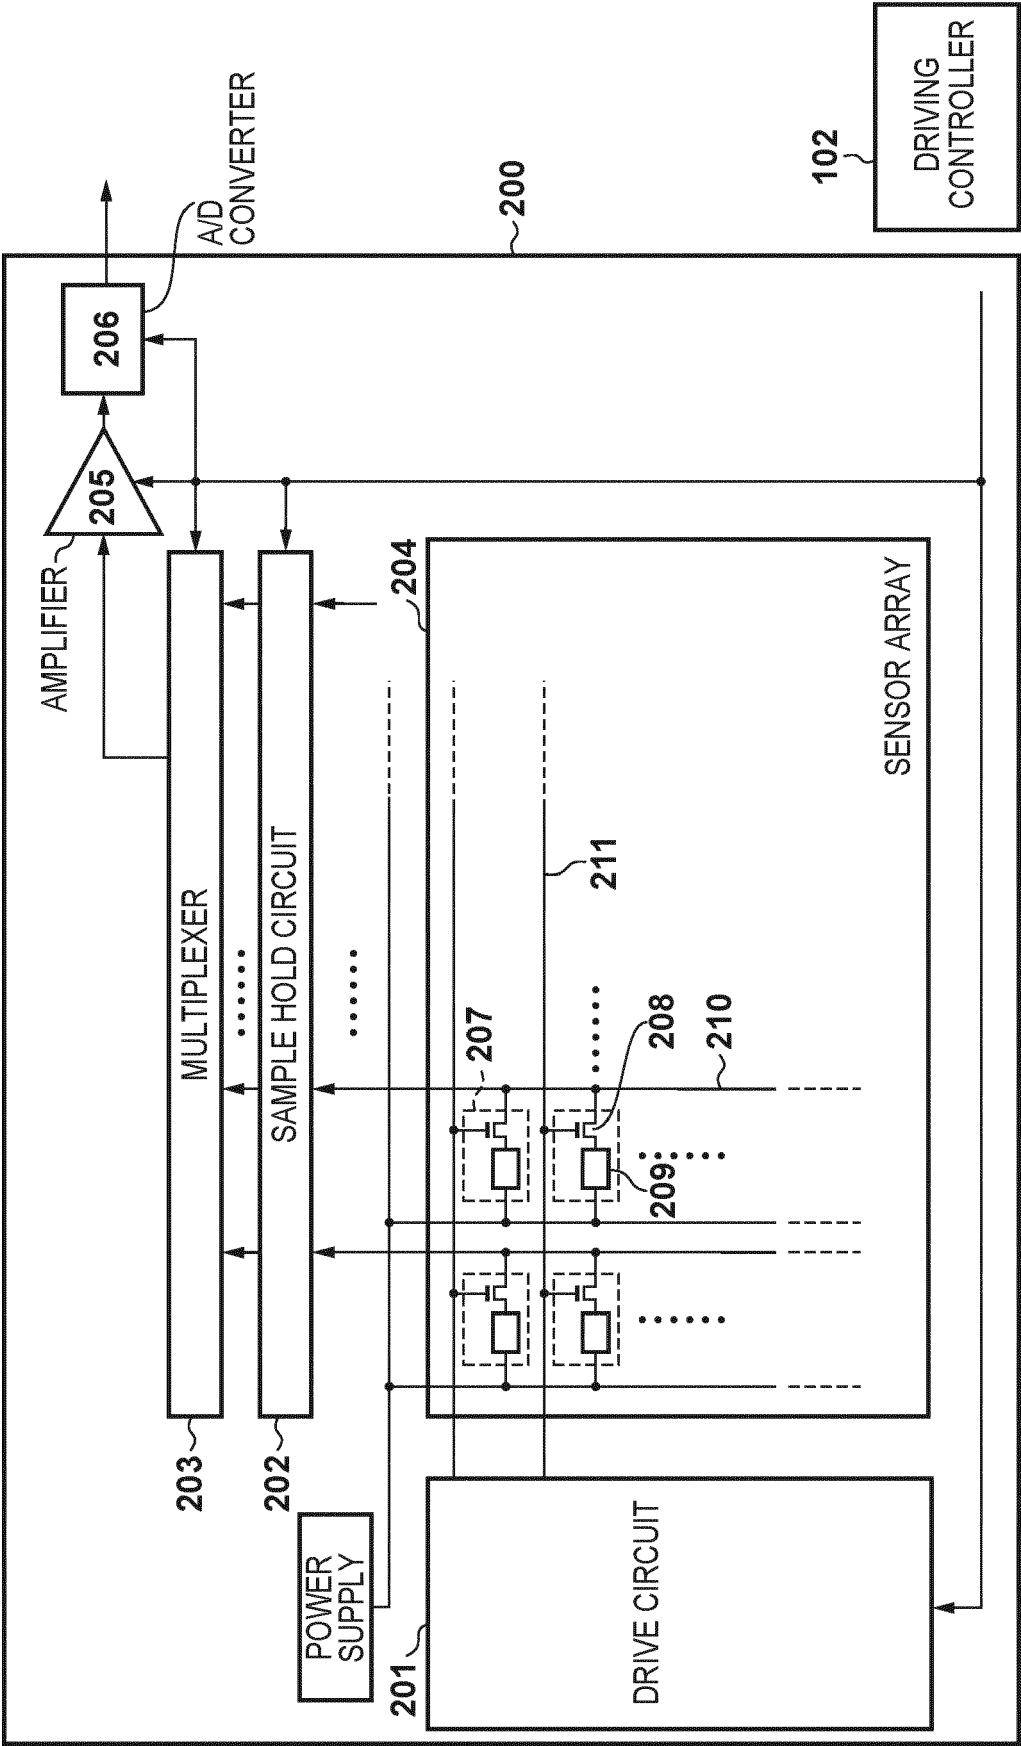 206
A/D
CONVERTER
205
AMPLIFIER
MULTIPLEXER
203
SAMPLE HOLD CIRCUIT
202
POWER
SUPPLY
200
204
207
211
208
210
209
SENSOR ARRAY
201
DRIVE CIRCUIT
102
DRIVING
CONTROLLER